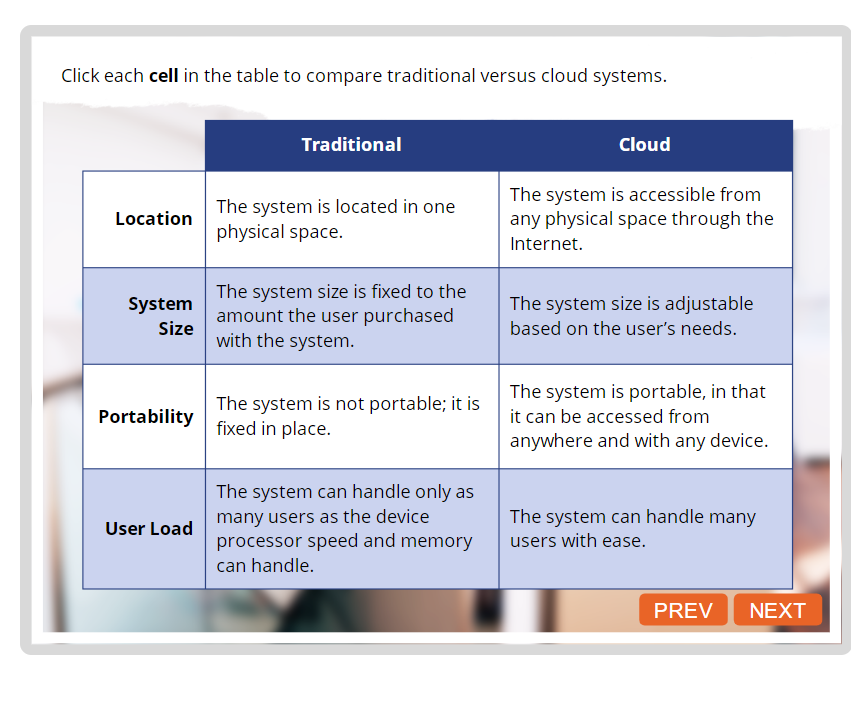 Click each cell in the table to compare traditional versus cloud systems.
Traditional
Cloud
Location
The system is located in one
physical space.
The system is accessible from
any physical space through the
Internet.
System
Size
The system size is fixed to the
amount the user purchased
with the system.
The system size is adjustable
based on the user’s needs.
Portability
The system is not portable; it is
fixed in place.
The system is portable, in that
it can be accessed from
anywhere and with any device.
User Load
The system can handle only as
many users as the device
processor speed and memory
can handle.
The system can handle many
users with ease.
PREV
NEXT